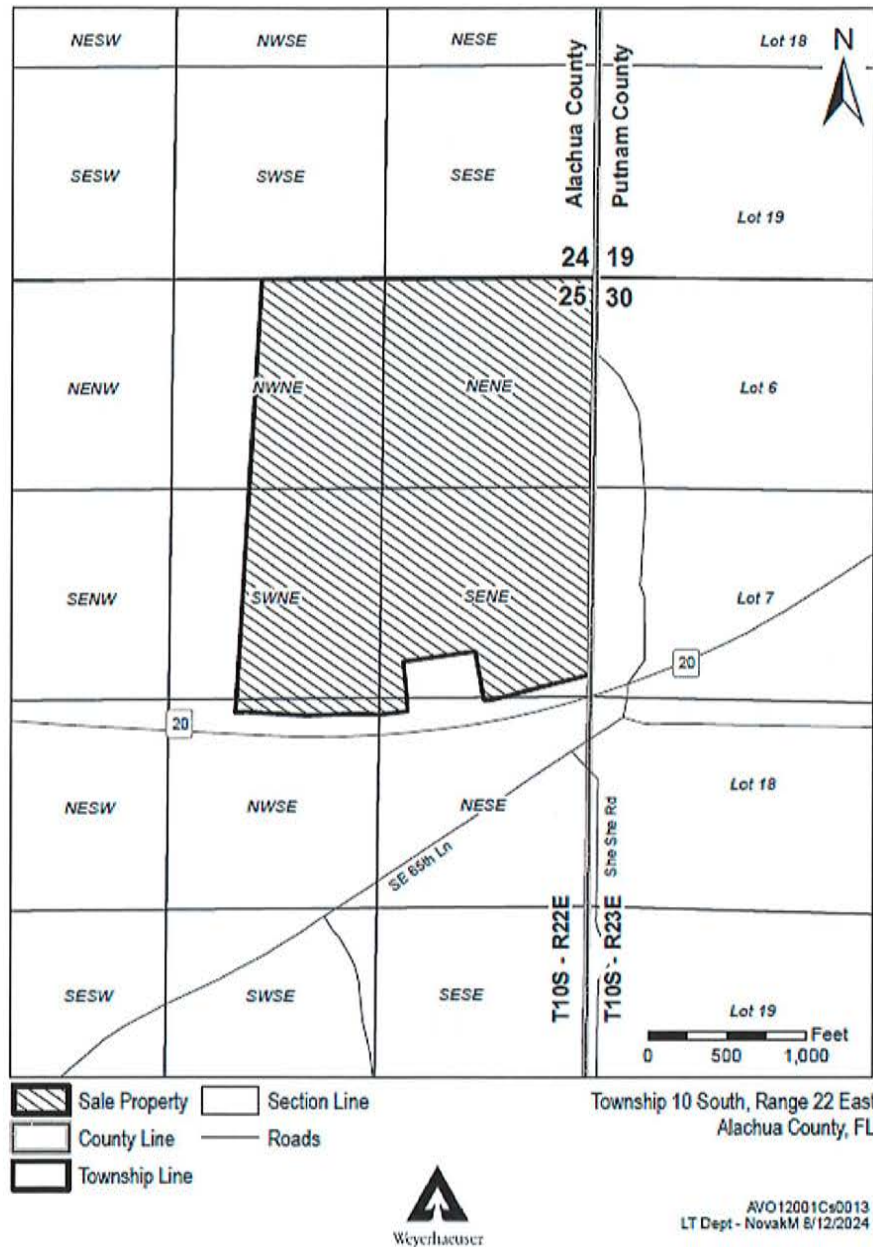 NESW NWSE NESE Lot 18 N
Alachua County
Putnam County
SESW SWSE SESE
Lot 19
24 19
25 30
NENW NWNE NENE Lot 6
SENW SWNE SENE Lot 7
20
20
NESW NWSE NESE Lot 18
SE 65th Ln
She She Rd
T10S - R22E
T10S - R23E
SESW SWSE SESE
Lot 19
Feet
0 500 1,000
Sale Property Section Line
County Line Roads
Township Line
Township 10 South, Range 22 East
Alachua County, FL
Weyerhaeuser
AVO12001Cs0013
LT Dept - NovakM 8/12/2024